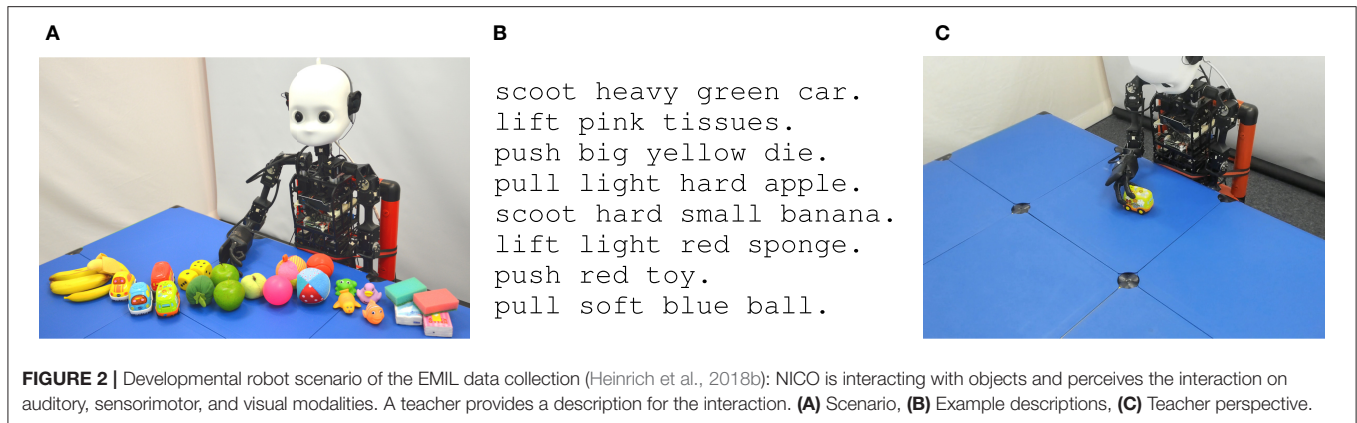 A
B
C
scoot heavy green car.
lift pink tissues.
push big yellow die.
pull light hard apple.
scoot hard small banana.
lift light red sponge.
push red toy.
pull soft blue ball.
FIGURE 2 | Developmental robot scenario of the EMIL data collection (Heinrich et al., 2018b): NICO is interacting with objects and perceives the interaction on
auditory, sensorimotor, and visual modalities. A teacher provides a description for the interaction. (A) Scenario, (B) Example descriptions, (C) Teacher perspective.